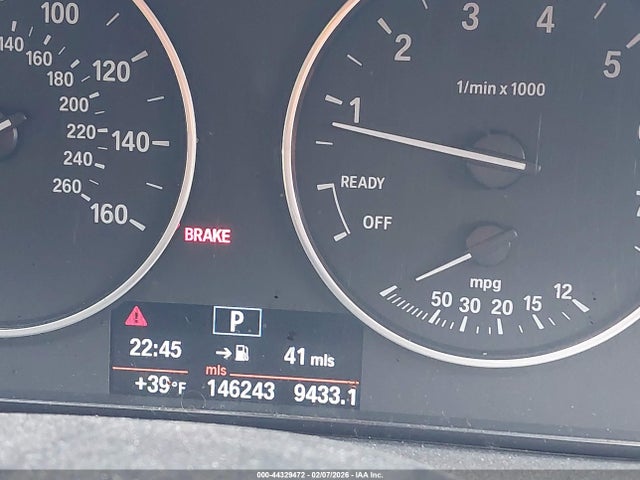 100
120
140
160
140
160
180
200
220
240
260
BRAKE
1
2
3
4
5
1/min x 1000
READY
OFF
mpg
50 30 20 15 12
P
22:45 41 mls
mls
+39°F 146243 9433.1
000-44329472 02/07/2026 - IAA Inc.